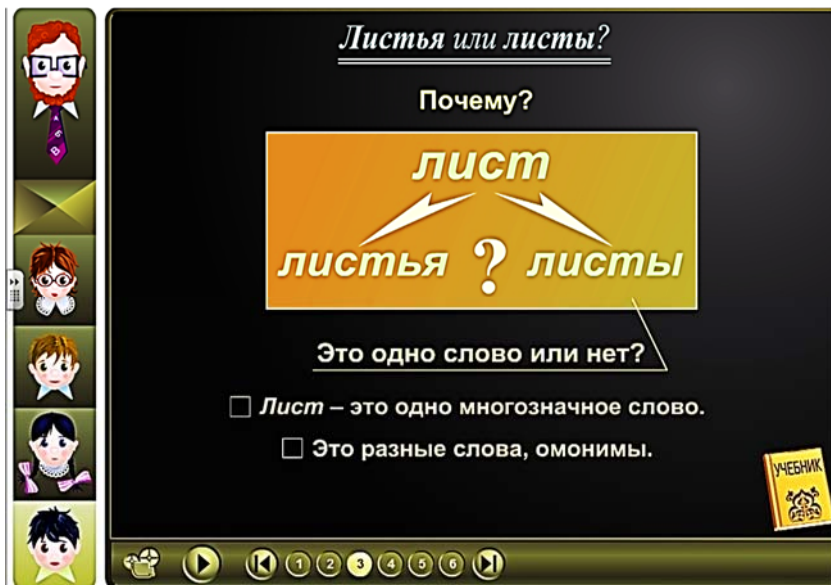 Листья или листы?
Почему?
лист
листья ? листы
Это одно слово или нет?
Лист – это одно многозначное слово.
Это разные слова, омонимы.
УЧЕБНИК
А
Б
В
1 2 3 4 5 6